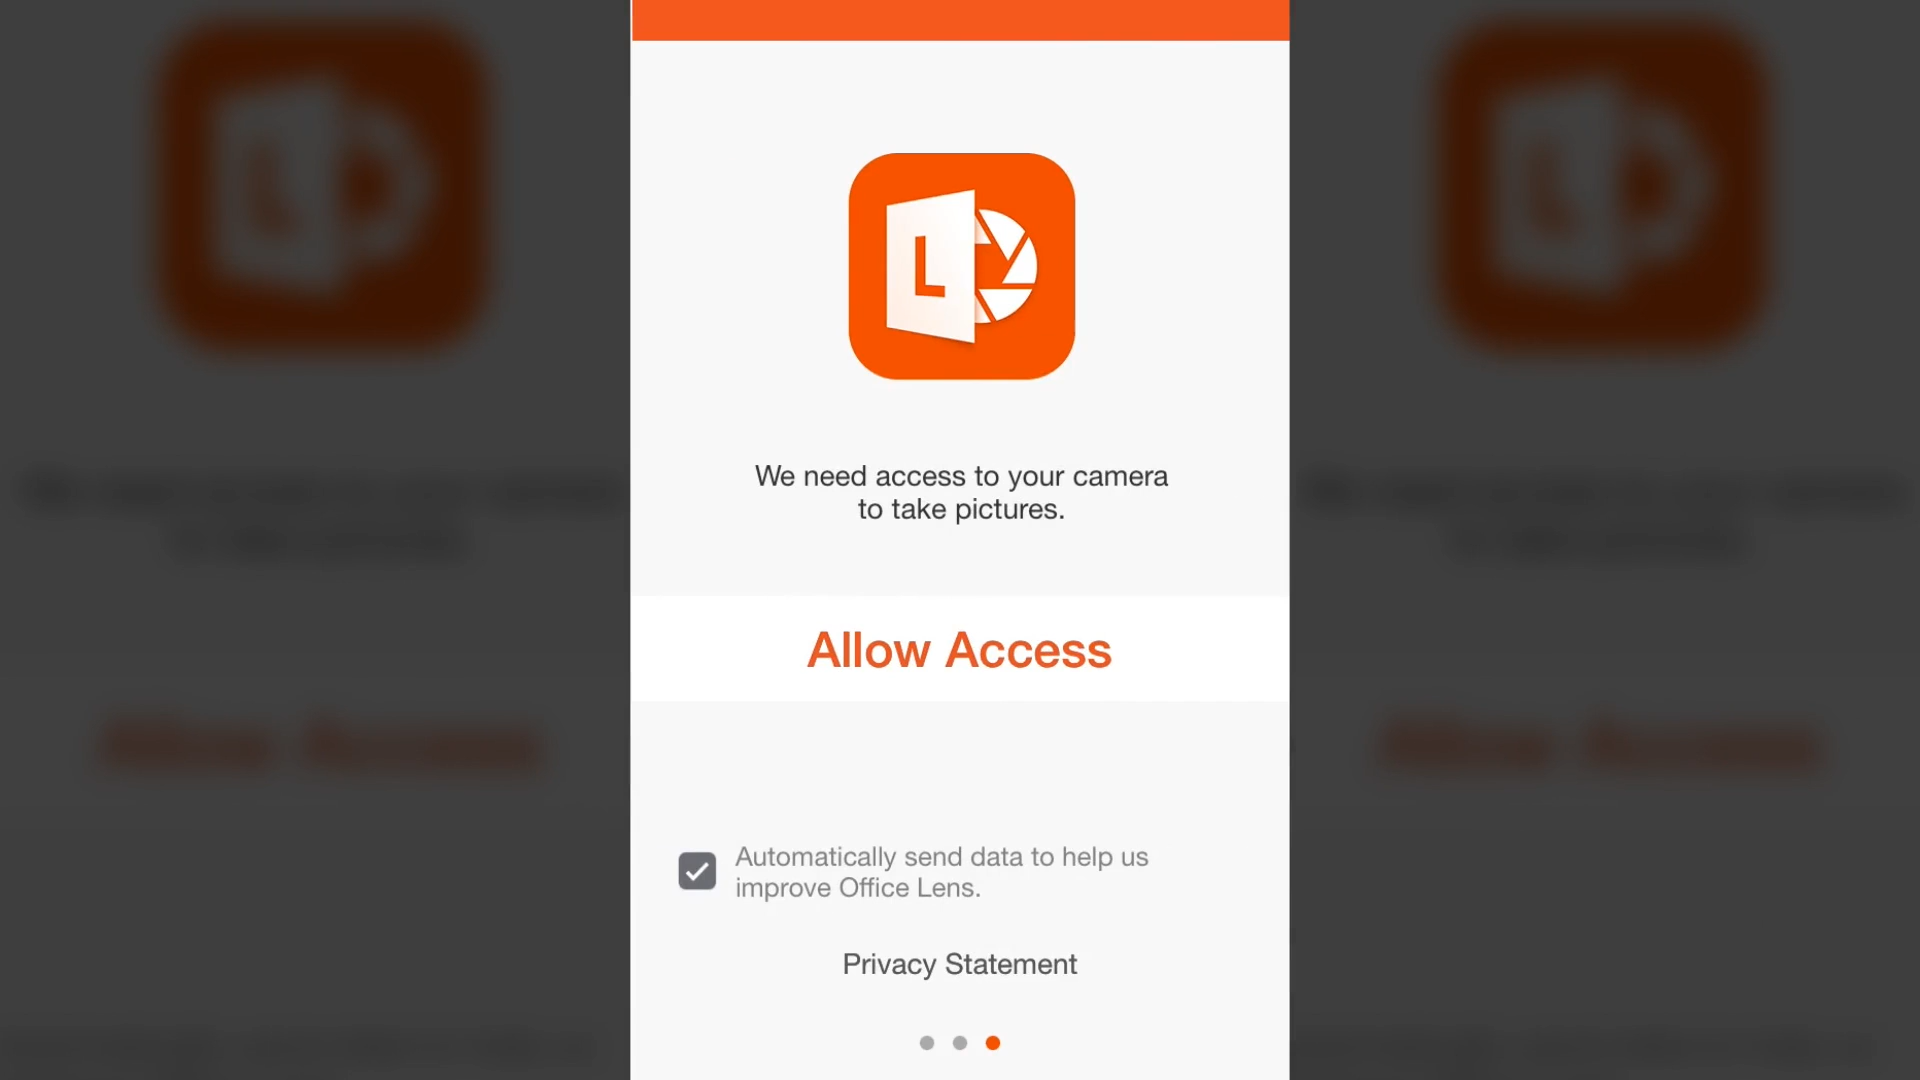 L
We need access to your camera
to take pictures.
Allow Access
Automatically send data to help us
improve Office Lens.
Privacy Statement